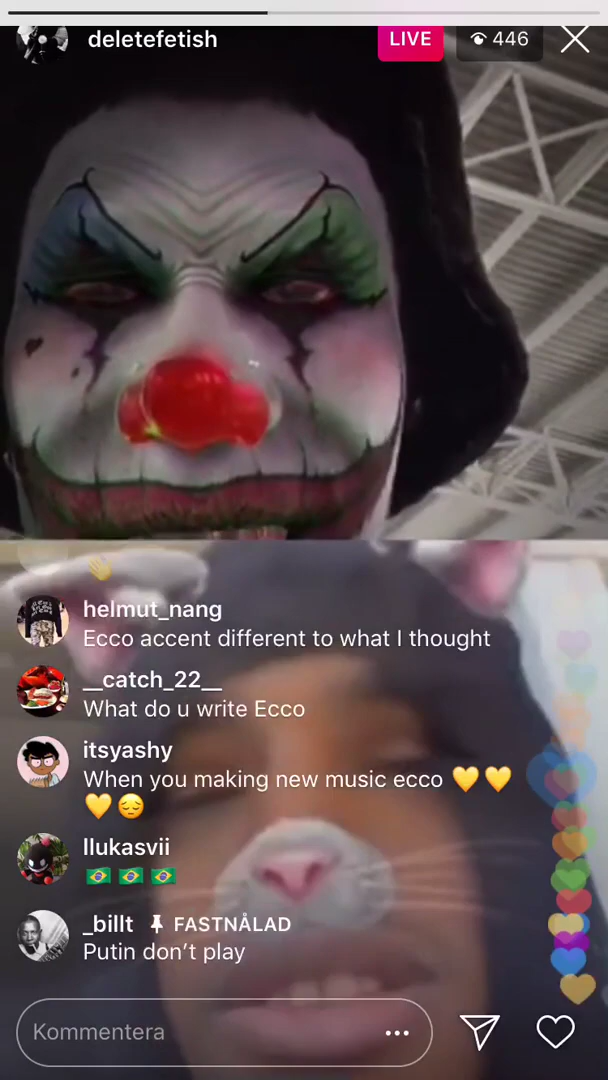 deletefetish
LIVE
446
helmut_nang
Ecco accent different to what I thought
__catch_22__
What do u write Ecco
itsyashy
When you making new music ecco 💛 💛
💛 😔
llukasvii
🇧🇷 🇧🇷 🇧🇷
_billt 📌 FASTNÅLAD
Putin don’t play
Kommentera